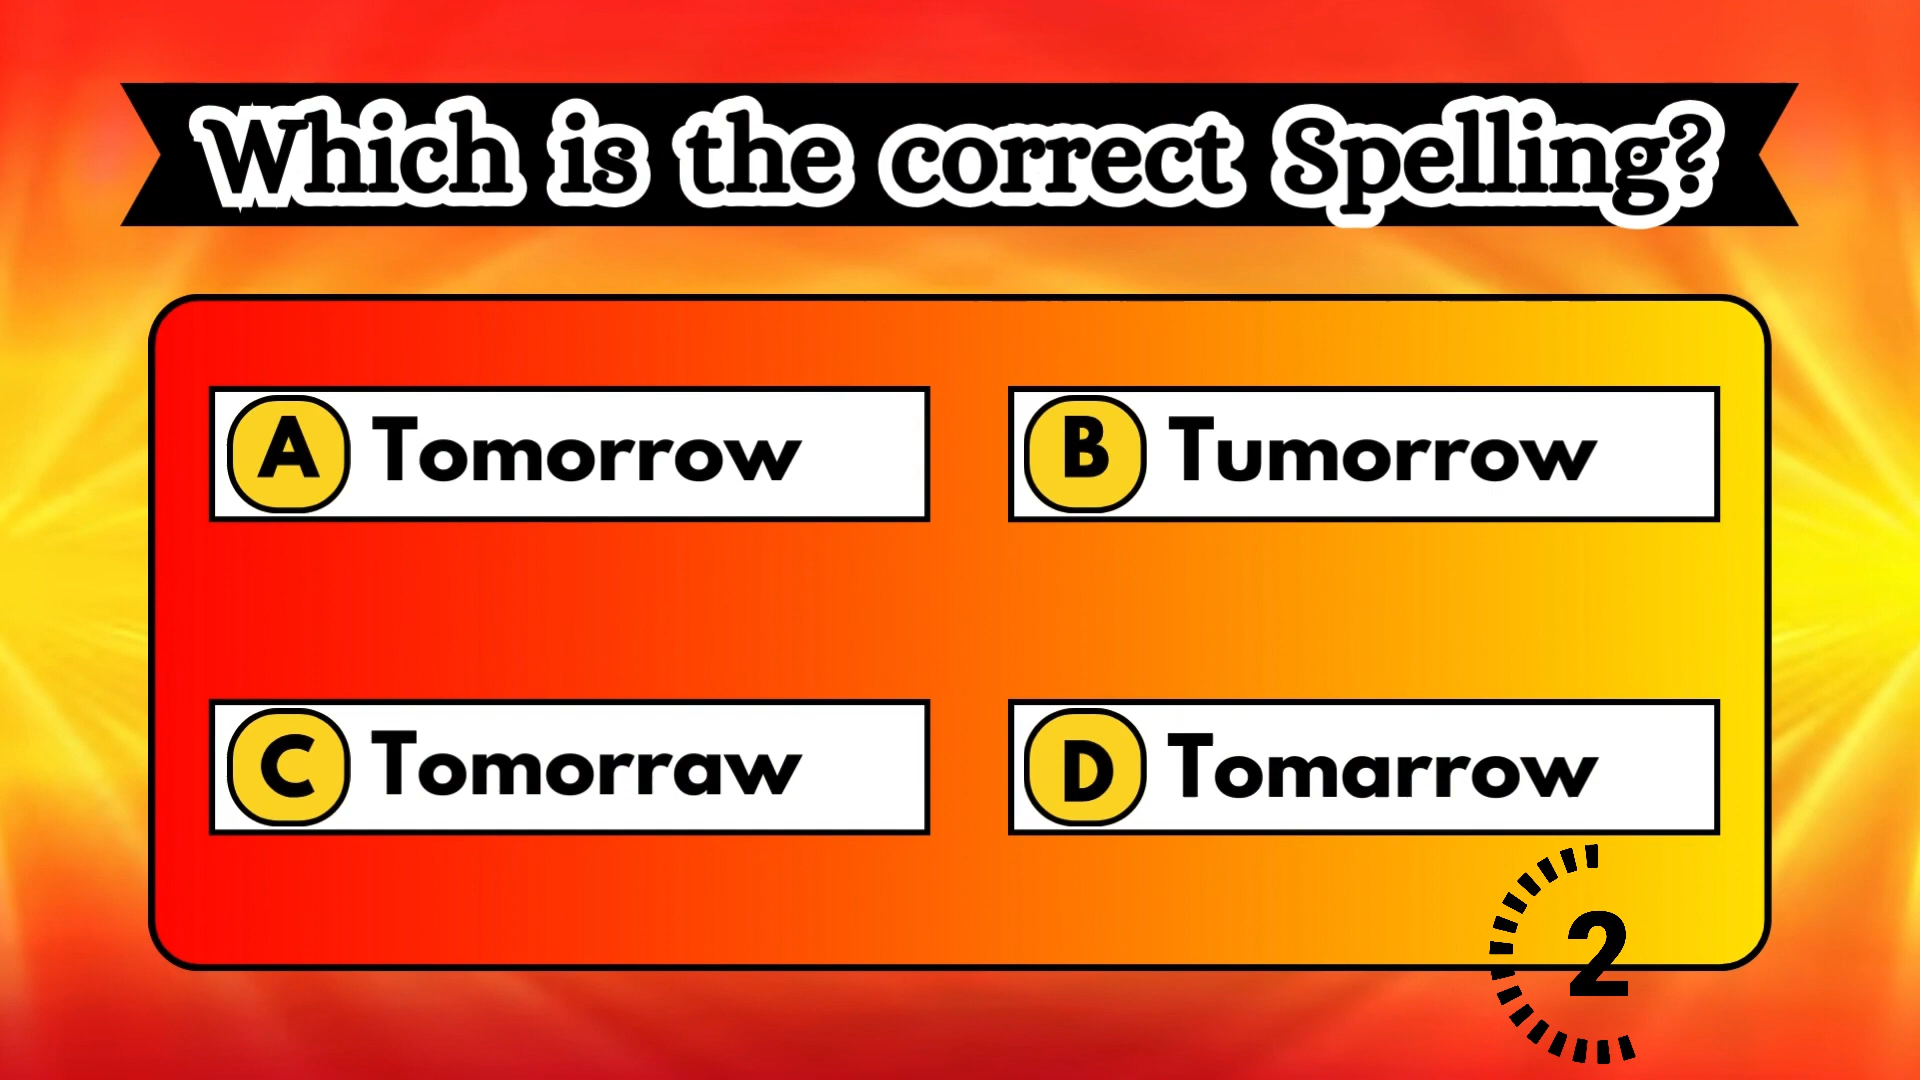 Which is the correct Spelling?
A Tomorrow
B Tumorrow
C Tomorraw
D Tomarrow
2